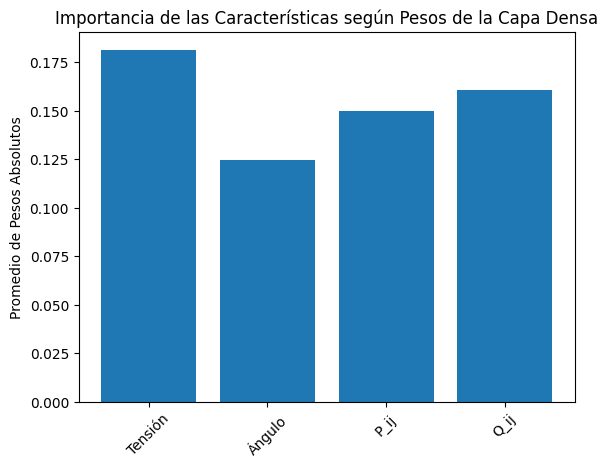 Importancia de las Características según Pesos de la Capa Densa
Promedio de Pesos Absolutos
0.175
0.150
0.125
0.100
0.075
0.050
0.025
0.000
Tensión
Ángulo
P_ij
Q_ij